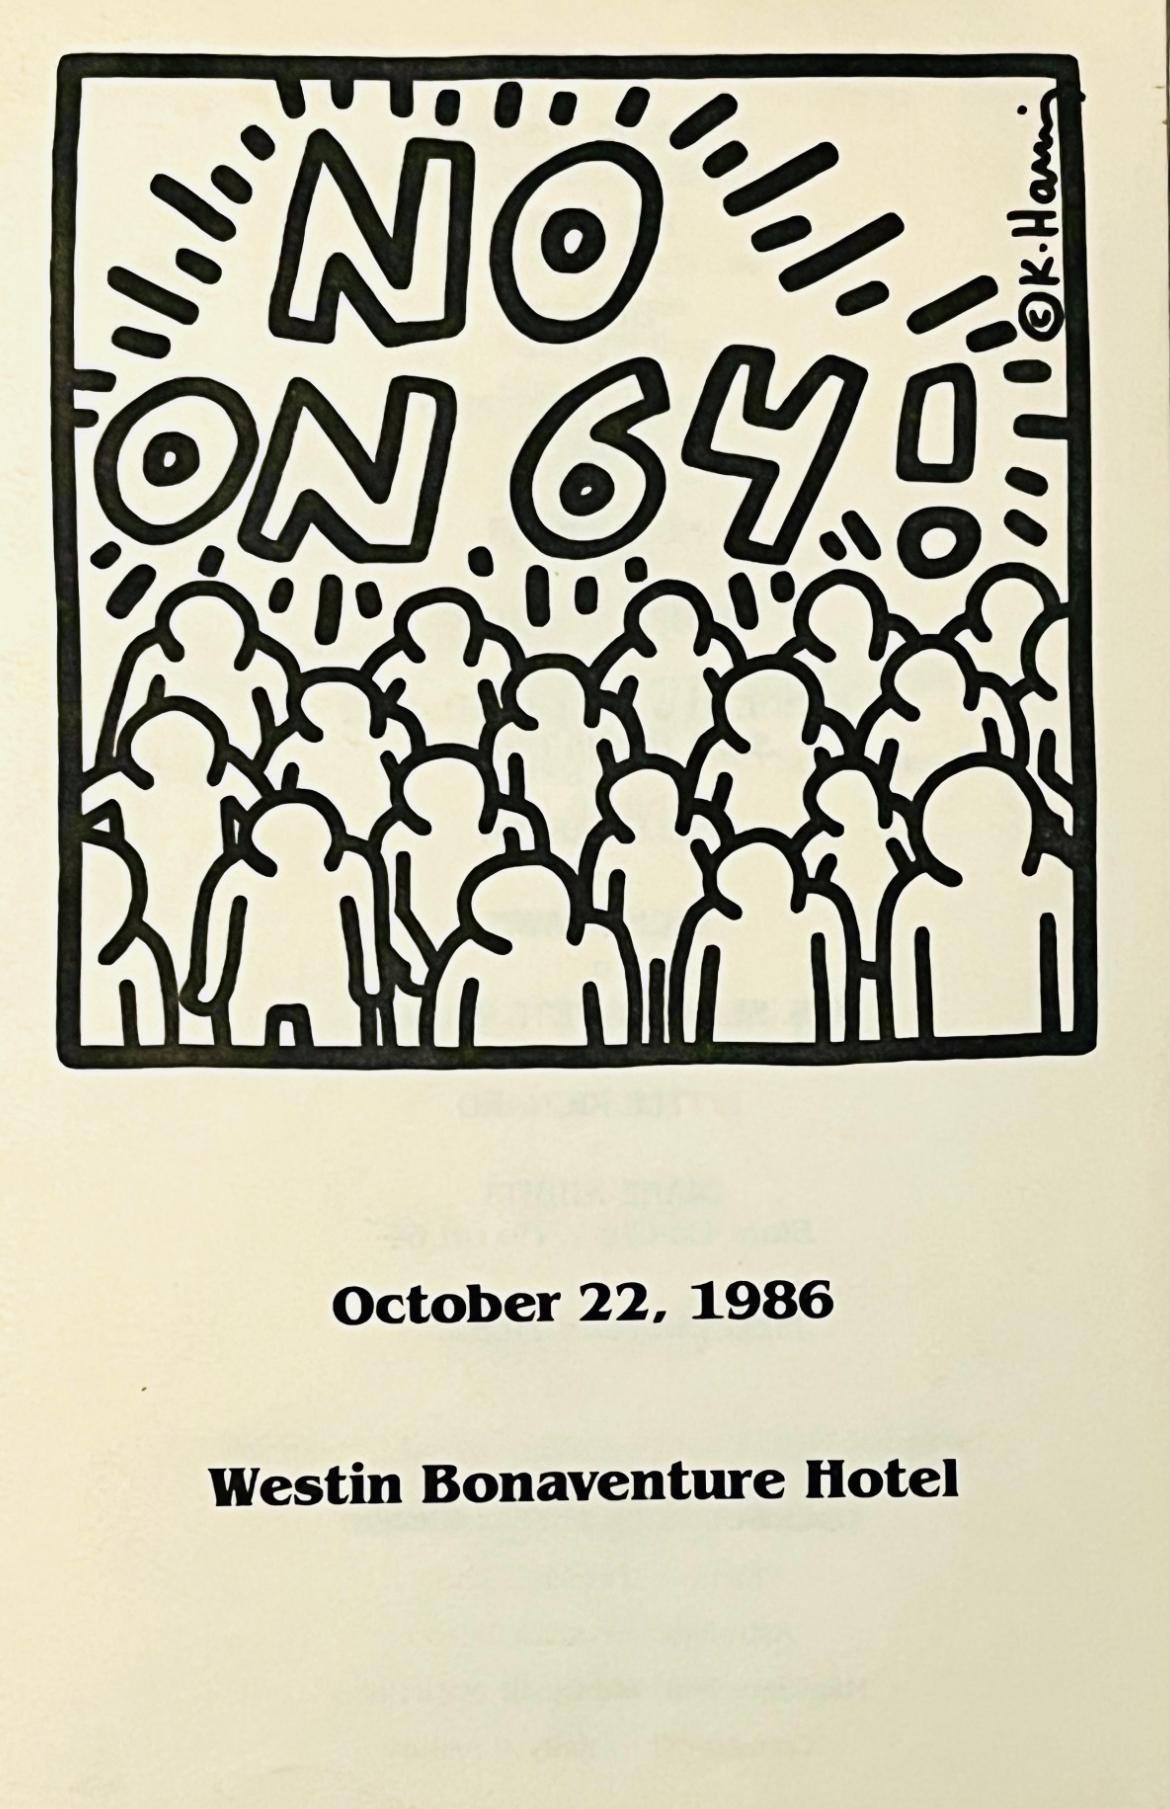 NO
ON 64!
© K. Haring
October 22, 1986
Westin Bonaventure Hotel